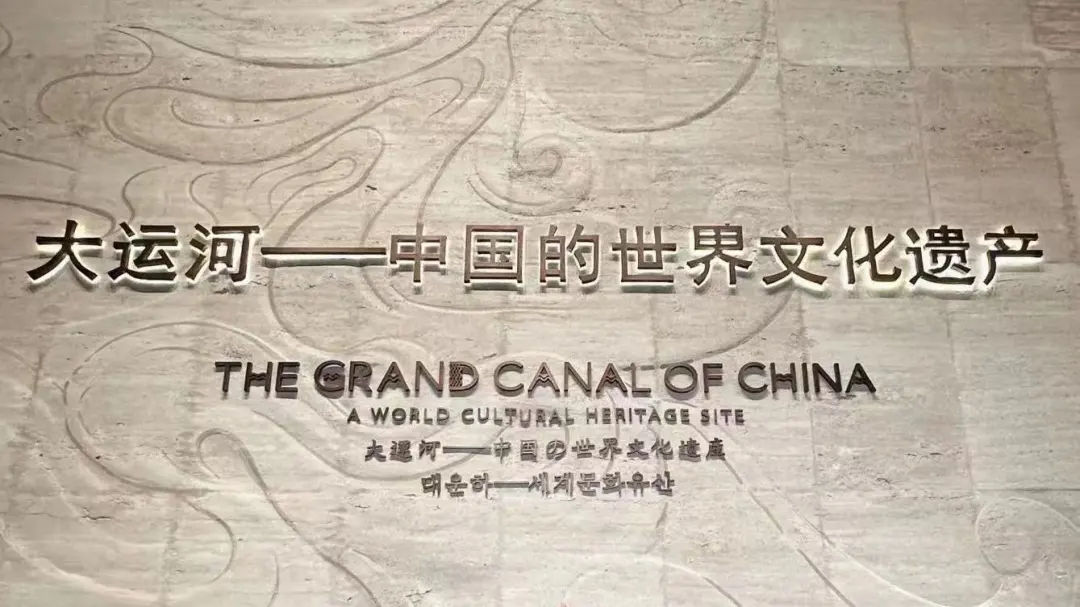 大运河——中国的世界文化遗产
THE GRAND CANAL OF CHINA
A WORLD CULTURAL HERITAGE SITE
大運河——中国の世界文化遺産
대운하——세계문화유산